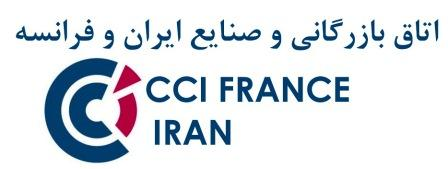 اتاق بازرگانی و صنایع ایران و فرانسه
CCI FRANCE
IRAN